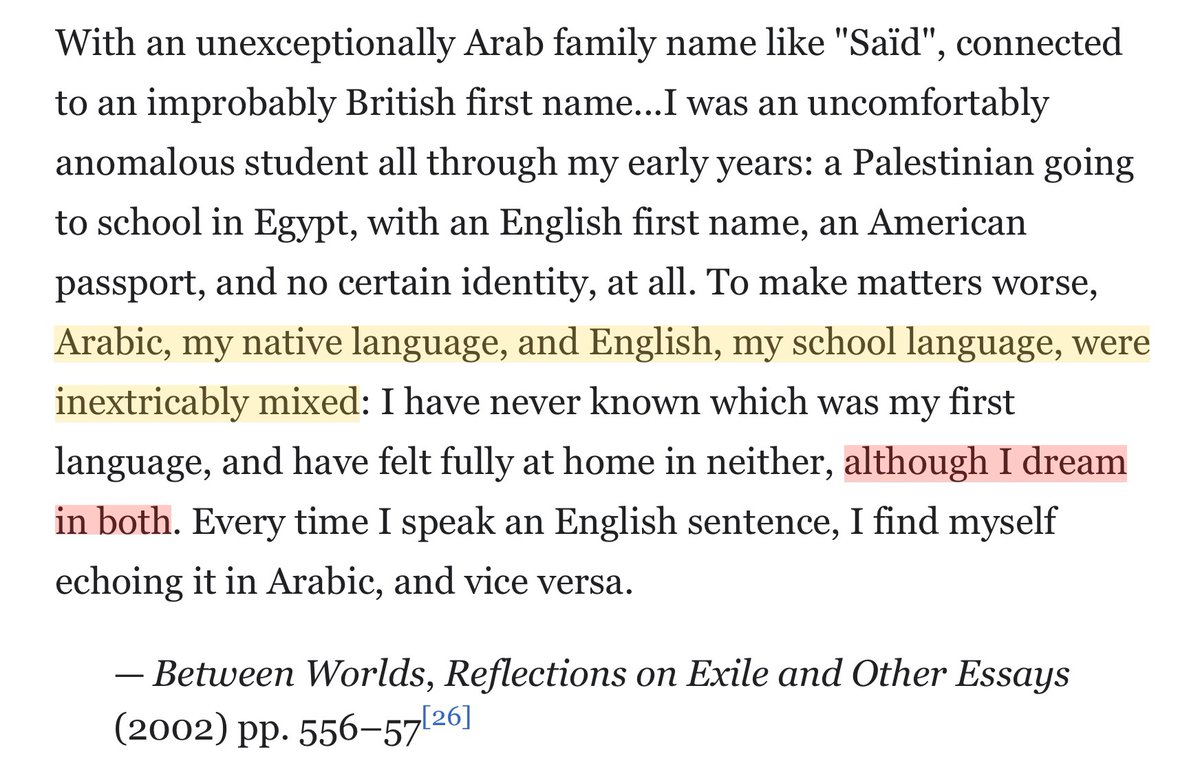 With an unexceptionally Arab family name like "Saïd", connected
to an improbably British first name...I was an uncomfortably
anomalous student all through my early years: a Palestinian going
to school in Egypt, with an English first name, an American
passport, and no certain identity, at all. To make matters worse,
Arabic, my native language, and English, my school language, were
inextricably mixed: I have never known which was my first
language, and have felt fully at home in neither, although I dream
in both. Every time I speak an English sentence, I find myself
echoing it in Arabic, and vice versa.
— Between Worlds, Reflections on Exile and Other Essays
(2002) pp. 556–57[26]